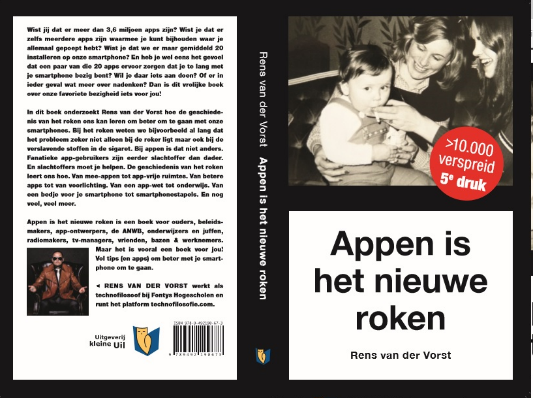 Wist jij dat er meer dan 3,6 miljoen apps zijn? Wist je dat er
zelfs meerdere apps zijn waarmee je kunt bijhouden waar je
allemaal gepoept hebt? Wist je dat we er maar gemiddeld 20
installeren op onze smartphone? En heb je wel eens het gevoel
dat een paar van die 20 apps ervoor zorgen dat je te lang met
je smartphone bezig bent? Wil je daar iets aan doen? Of er in
ieder geval wat meer over nadenken? Dan is dit vrolijke boek
over onze favoriete bezigheid iets voor jou!
In dit boek onderzoekt Rens van der Vorst hoe de geschiede-
nis van het roken ons kan leren om beter om te gaan met onze
smartphones. Bij het roken weten we bijvoorbeeld al lang dat
het probleem zeker niet alleen bij de roker ligt maar ook bij de
verslavende stoffen in de sigaret. Bij appen is dat niet anders.
Fanatieke app-gebruikers zijn eerder slachtoffer dan dader.
En slachtoffers moet je helpen. De geschiedenis van het roken
leert ons hoe. Van mee-appen tot app-vrije ruimtes. Van betere
apps tot van voorlichting. Van een app-wet tot onderwijs. Van
een bedje voor je smartphone tot smartphonestapels. En nog
veel, veel meer.
Appen is het nieuwe roken is een boek voor ouders, beleids-
makers, app-ontwerpers, de ANWB, onderwijzers en juffen,
radiomakers, tv-managers, vrienden, bazen & werknemers.
Maar het is vooral een boek voor jou!
Vol tips (en apps) om beter met je smart-
phone om te gaan.
◄ RENS VAN DER VORST werkt als
technofilosoof bij Fontys Hogescholen en
runt het platform technofilosofie.com.
Uitgeverij
kleine Uil
Rens van der Vorst Appen is het nieuwe roken
>10.000
verspreid
5e druk
Appen is
het nieuwe
roken
Rens van der Vorst